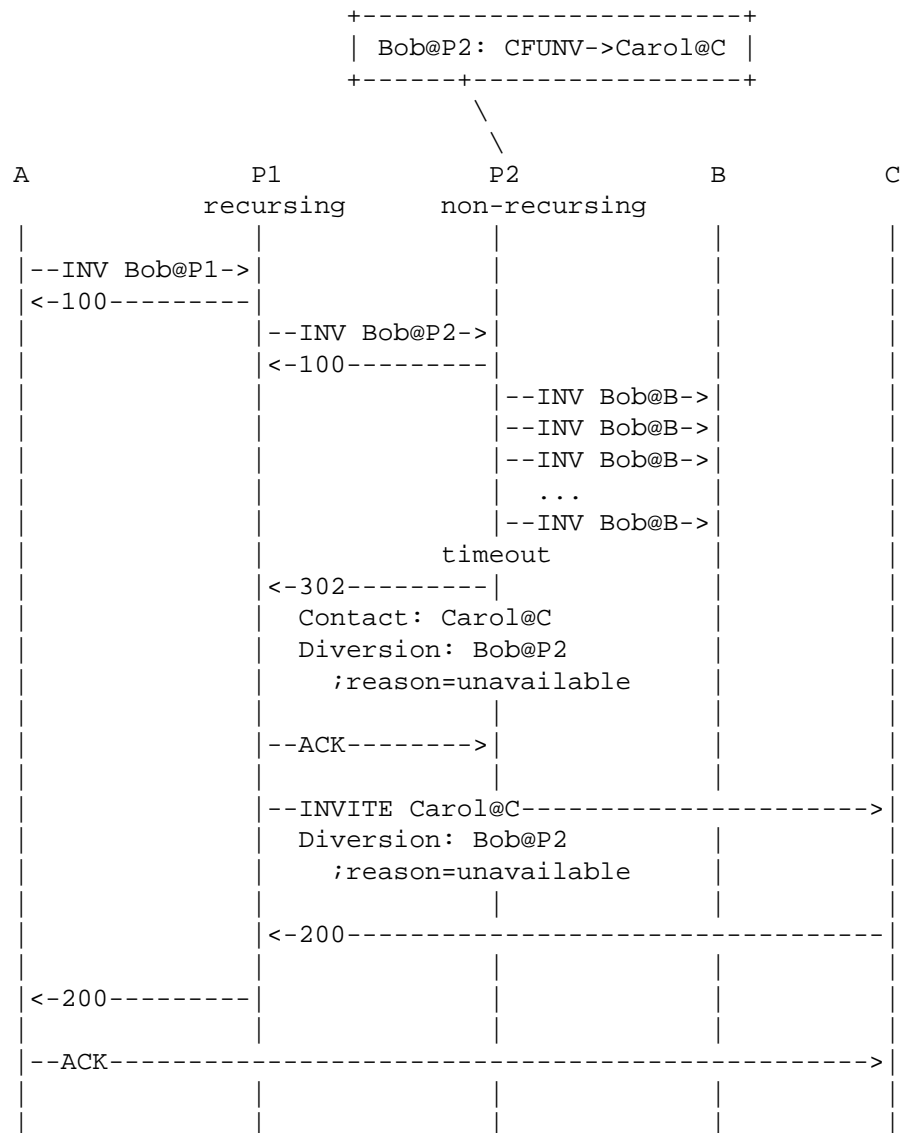 +------------------------+
| Bob@P2: CFUNV->Carol@C |
+------+-----------------+
\
\
A P1 P2 B C
recursing non-recursing
| | | | |
|--INV Bob@P1->| | | |
|<-100---------| | | |
| |--INV Bob@P2->| | |
| |<-100---------| | |
| | |--INV Bob@B->| |
| | |--INV Bob@B->| |
| | |--INV Bob@B->| |
| | | ... | |
| | |--INV Bob@B->| |
| | timeout | |
| |<-302---------| | |
| | Contact: Carol@C | |
| | Diversion: Bob@P2 | |
| | ;reason=unavailable | |
| | | | |
| |--ACK-------->| | |
| | | | |
| |--INVITE Carol@C---------------------->|
| | Diversion: Bob@P2 | |
| | ;reason=unavailable | |
| | | | |
| |<-200----------------------------------|
| | | | |
|<-200---------| | | |
| | | | |
|--ACK--------------------------------------------------->|
| | | | |
| | | | |